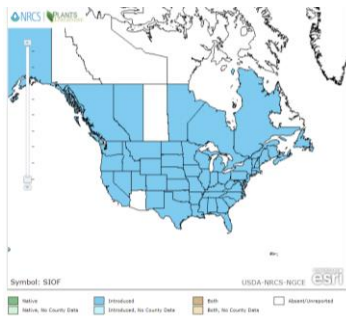 NRCS | PLANTS
Symbol: SIOF
USDA-NRCS-NGCE
esri
Native
Introduced
Both
Absent/Unreported
Native, No County Data
Introduced, No County Data
Both, No County Data